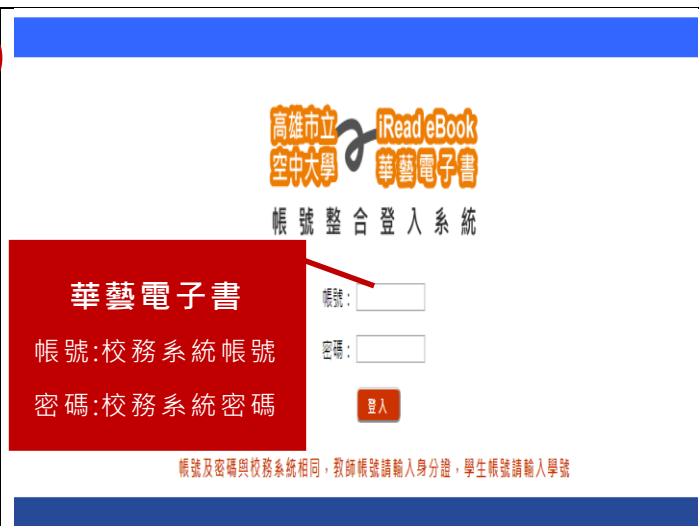 高雄市立
空中大學
iRead eBook
華藝電子書
帳號整合登入系統
華藝電子書
帳號:校務系統帳號
密碼:校務系統密碼
帳號：
密碼：
登入
帳號及密碼與校務系統相同，教師帳號請輸入身分證，學生帳號請輸入學號